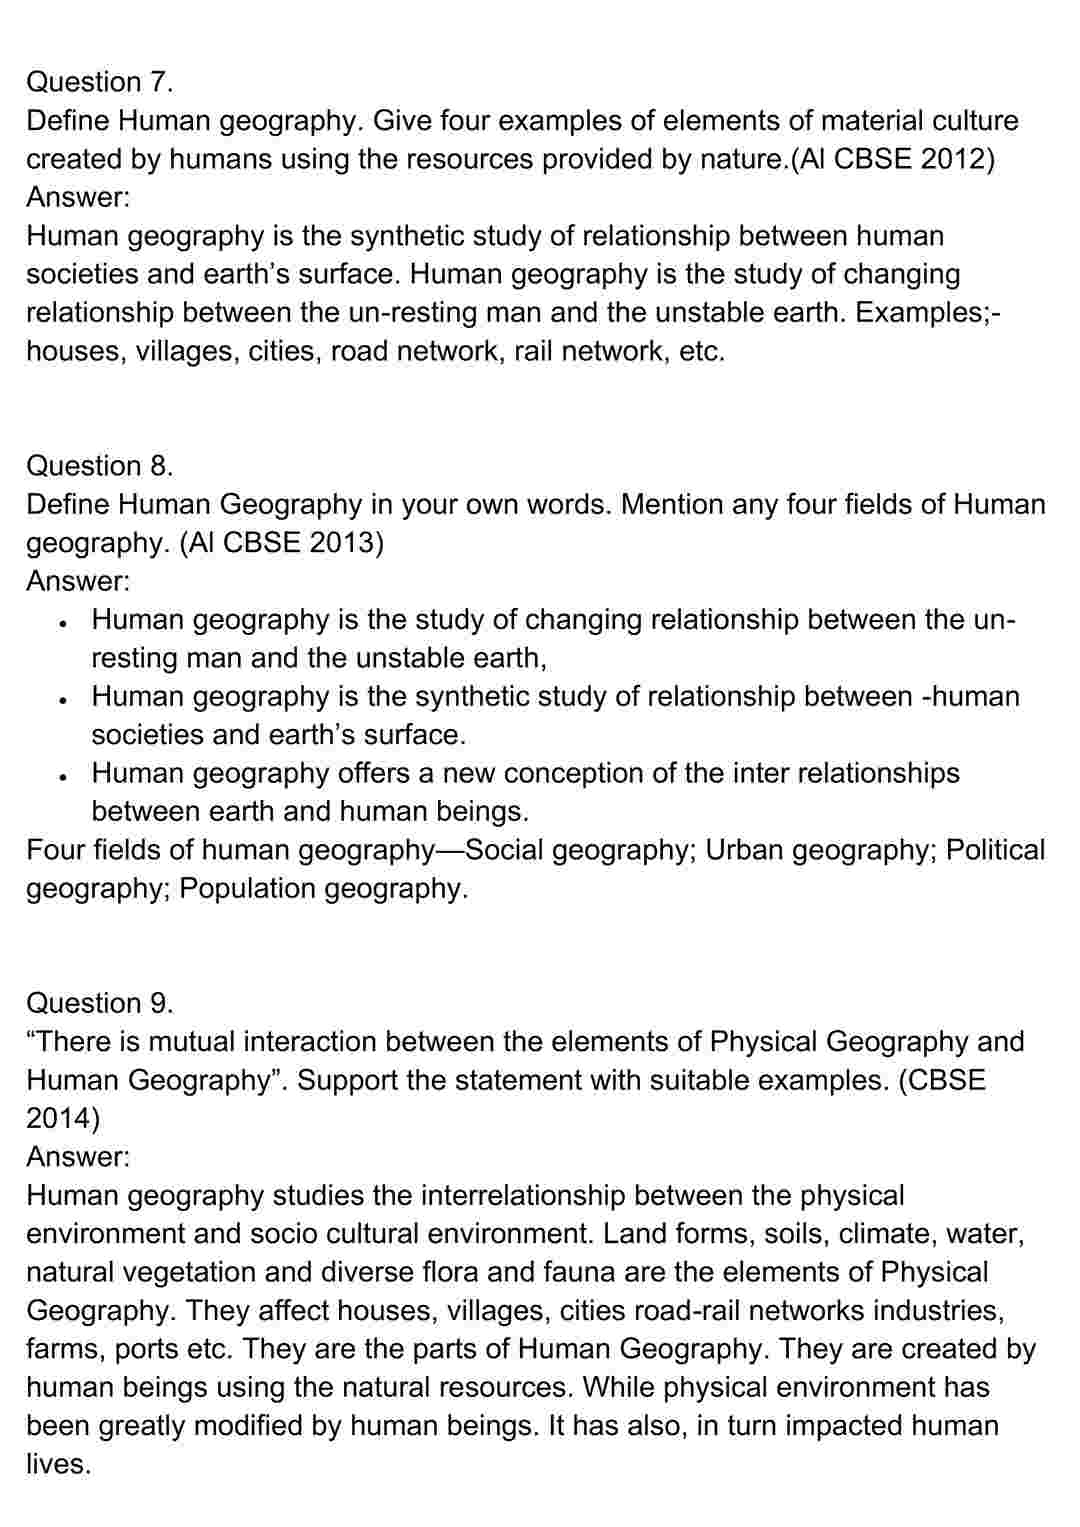 Question 7.
Define Human geography. Give four examples of elements of material culture
created by humans using the resources provided by nature.(Al CBSE 2012)
Answer:
Human geography is the synthetic study of relationship between human
societies and earth’s surface. Human geography is the study of changing
relationship between the un-resting man and the unstable earth. Examples;-
houses, villages, cities, road network, rail network, etc.
Question 8.
Define Human Geography in your own words. Mention any four fields of Human
geography. (Al CBSE 2013)
Answer:
• Human geography is the study of changing relationship between the un-
resting man and the unstable earth,
• Human geography is the synthetic study of relationship between -human
societies and earth’s surface.
• Human geography offers a new conception of the inter relationships
between earth and human beings.
Four fields of human geography—Social geography; Urban geography; Political
geography; Population geography.
Question 9.
“There is mutual interaction between the elements of Physical Geography and
Human Geography”. Support the statement with suitable examples. (CBSE
2014)
Answer:
Human geography studies the interrelationship between the physical
environment and socio cultural environment. Land forms, soils, climate, water,
natural vegetation and diverse flora and fauna are the elements of Physical
Geography. They affect houses, villages, cities road-rail networks industries,
farms, ports etc. They are the parts of Human Geography. They are created by
human beings using the natural resources. While physical environment has
been greatly modified by human beings. It has also, in turn impacted human
lives.